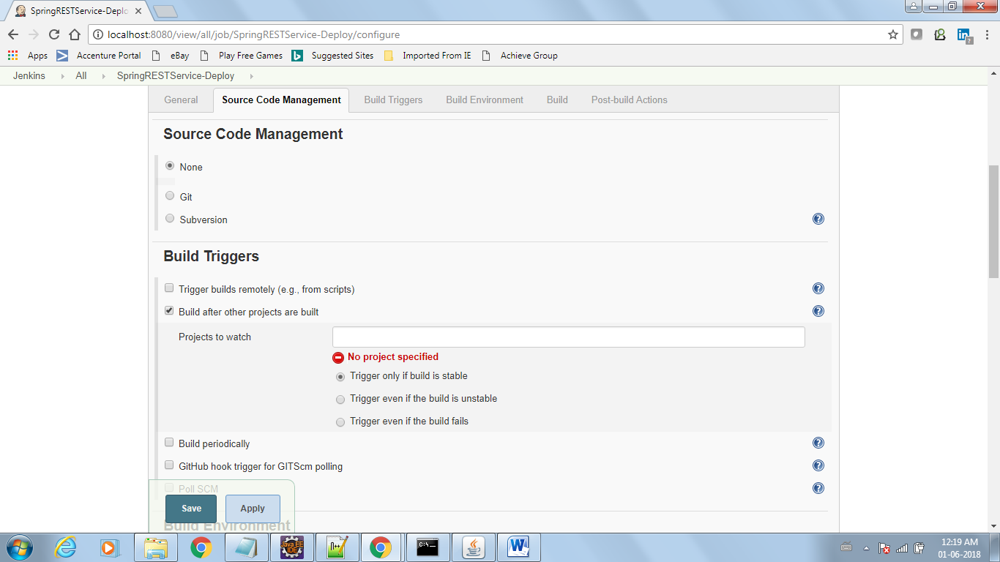 SpringRESTService-Deplo
localhost:8080/view/all/job/SpringRESTService-Deploy/configure
Apps Accenture Portal eBay Play Free Games Suggested Sites Imported From IE Achieve Group
Jenkins All SpringRESTService-Deploy
General Source Code Management Build Triggers Build Environment Build Post-build Actions
Source Code Management
None
Git
Subversion
Build Triggers
Trigger builds remotely (e.g., from scripts)
Build after other projects are built
Projects to watch
No project specified
Trigger only if build is stable
Trigger even if the build is unstable
Trigger even if the build fails
Build periodically
GitHub hook trigger for GITScm polling
Poll SCM
Save Apply
Build Environment
12:19 AM
01-06-2018